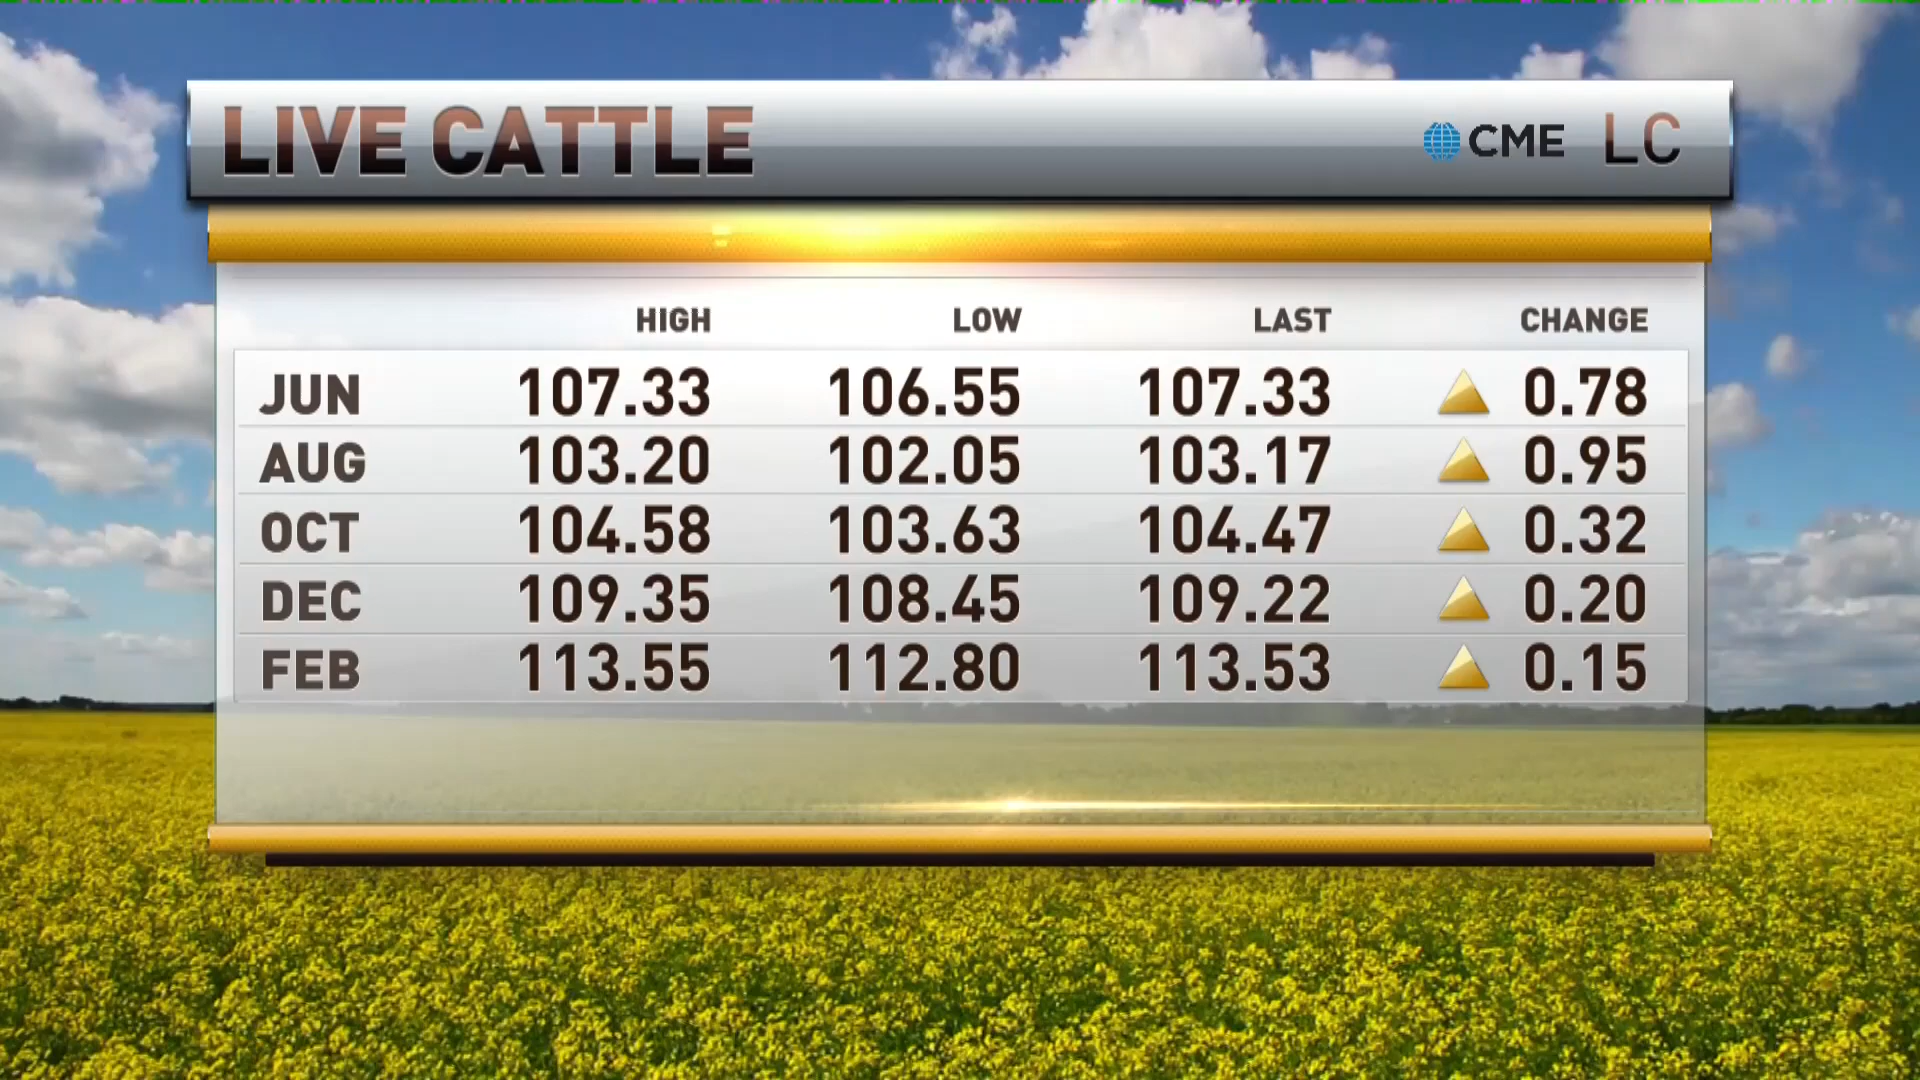 LIVE CATTLE CME LC
HIGH LOW LAST CHANGE
JUN 107.33 106.55 107.33 0.78
AUG 103.20 102.05 103.17 0.95
OCT 104.58 103.63 104.47 0.32
DEC 109.35 108.45 109.22 0.20
FEB 113.55 112.80 113.53 0.15